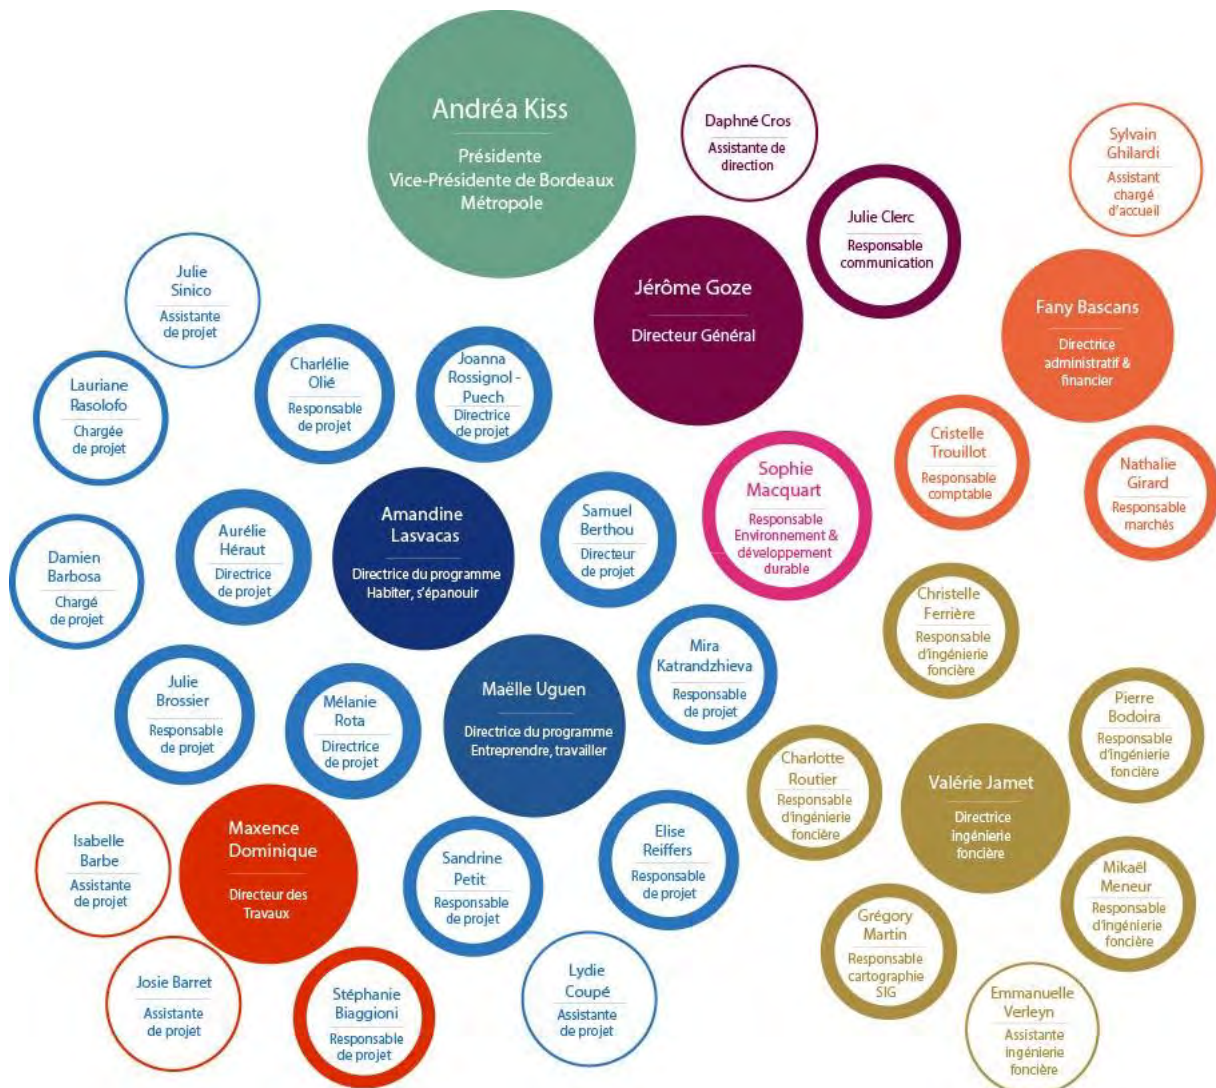 Andréa Kiss
Présidente
Vice-Présidente de Bordeaux
Métropole
Daphné Cros
Assistante de
direction
Sylvain
Ghilardi
Assistant
chargé
d'accueil
Julie Clerc
Responsable
communication
Jérôme Goze
Directeur Général
Fany Bascans
Directrice
administratif &
financier
Julie
Sinico
Assistante
de projet
Charlélie
Olié
Responsable
de projet
Joanna
Rossignol -
Puech
Directrice
de projet
Lauriane
Rasolofo
Chargée
de projet
Cristelle
Trouillot
Responsable
comptable
Nathalie
Girard
Responsable
marchés
Sophie
Macquart
Responsable
Environnement &
développement
durable
Amandine
Lasvacas
Directrice du programme
Habiter, s'épanouir
Samuel
Berthou
Directeur
de projet
Aurélie
Héraut
Directrice
de projet
Damien
Barbosa
Chargé
de projet
Christelle
Ferrière
Responsable
d'ingénierie
foncière
Mira
Katrandzhieva
Responsable
de projet
Maëlle Uguen
Directrice du programme
Entreprendre, travailler
Julie
Brossier
Responsable
de projet
Mélanie
Rota
Directrice
de projet
Pierre
Bodoira
Responsable
d'ingénierie
foncière
Charlotte
Routier
Responsable
d'ingénierie
foncière
Valérie Jamet
Directrice
ingénierie
foncière
Maxence
Dominique
Directeur des
Travaux
Isabelle
Barbe
Assistante
de projet
Sandrine
Petit
Responsable
de projet
Elise
Reiffers
Responsable
de projet
Mikaël
Meneur
Responsable
d'ingénierie
foncière
Grégory
Martin
Responsable
cartographie
SIG
Josie Barret
Assistante
de projet
Stéphanie
Biaggioni
Responsable
de projet
Lydie
Coupé
Assistante
de projet
Emmanuelle
Verleyn
Assistante
ingénierie
foncière